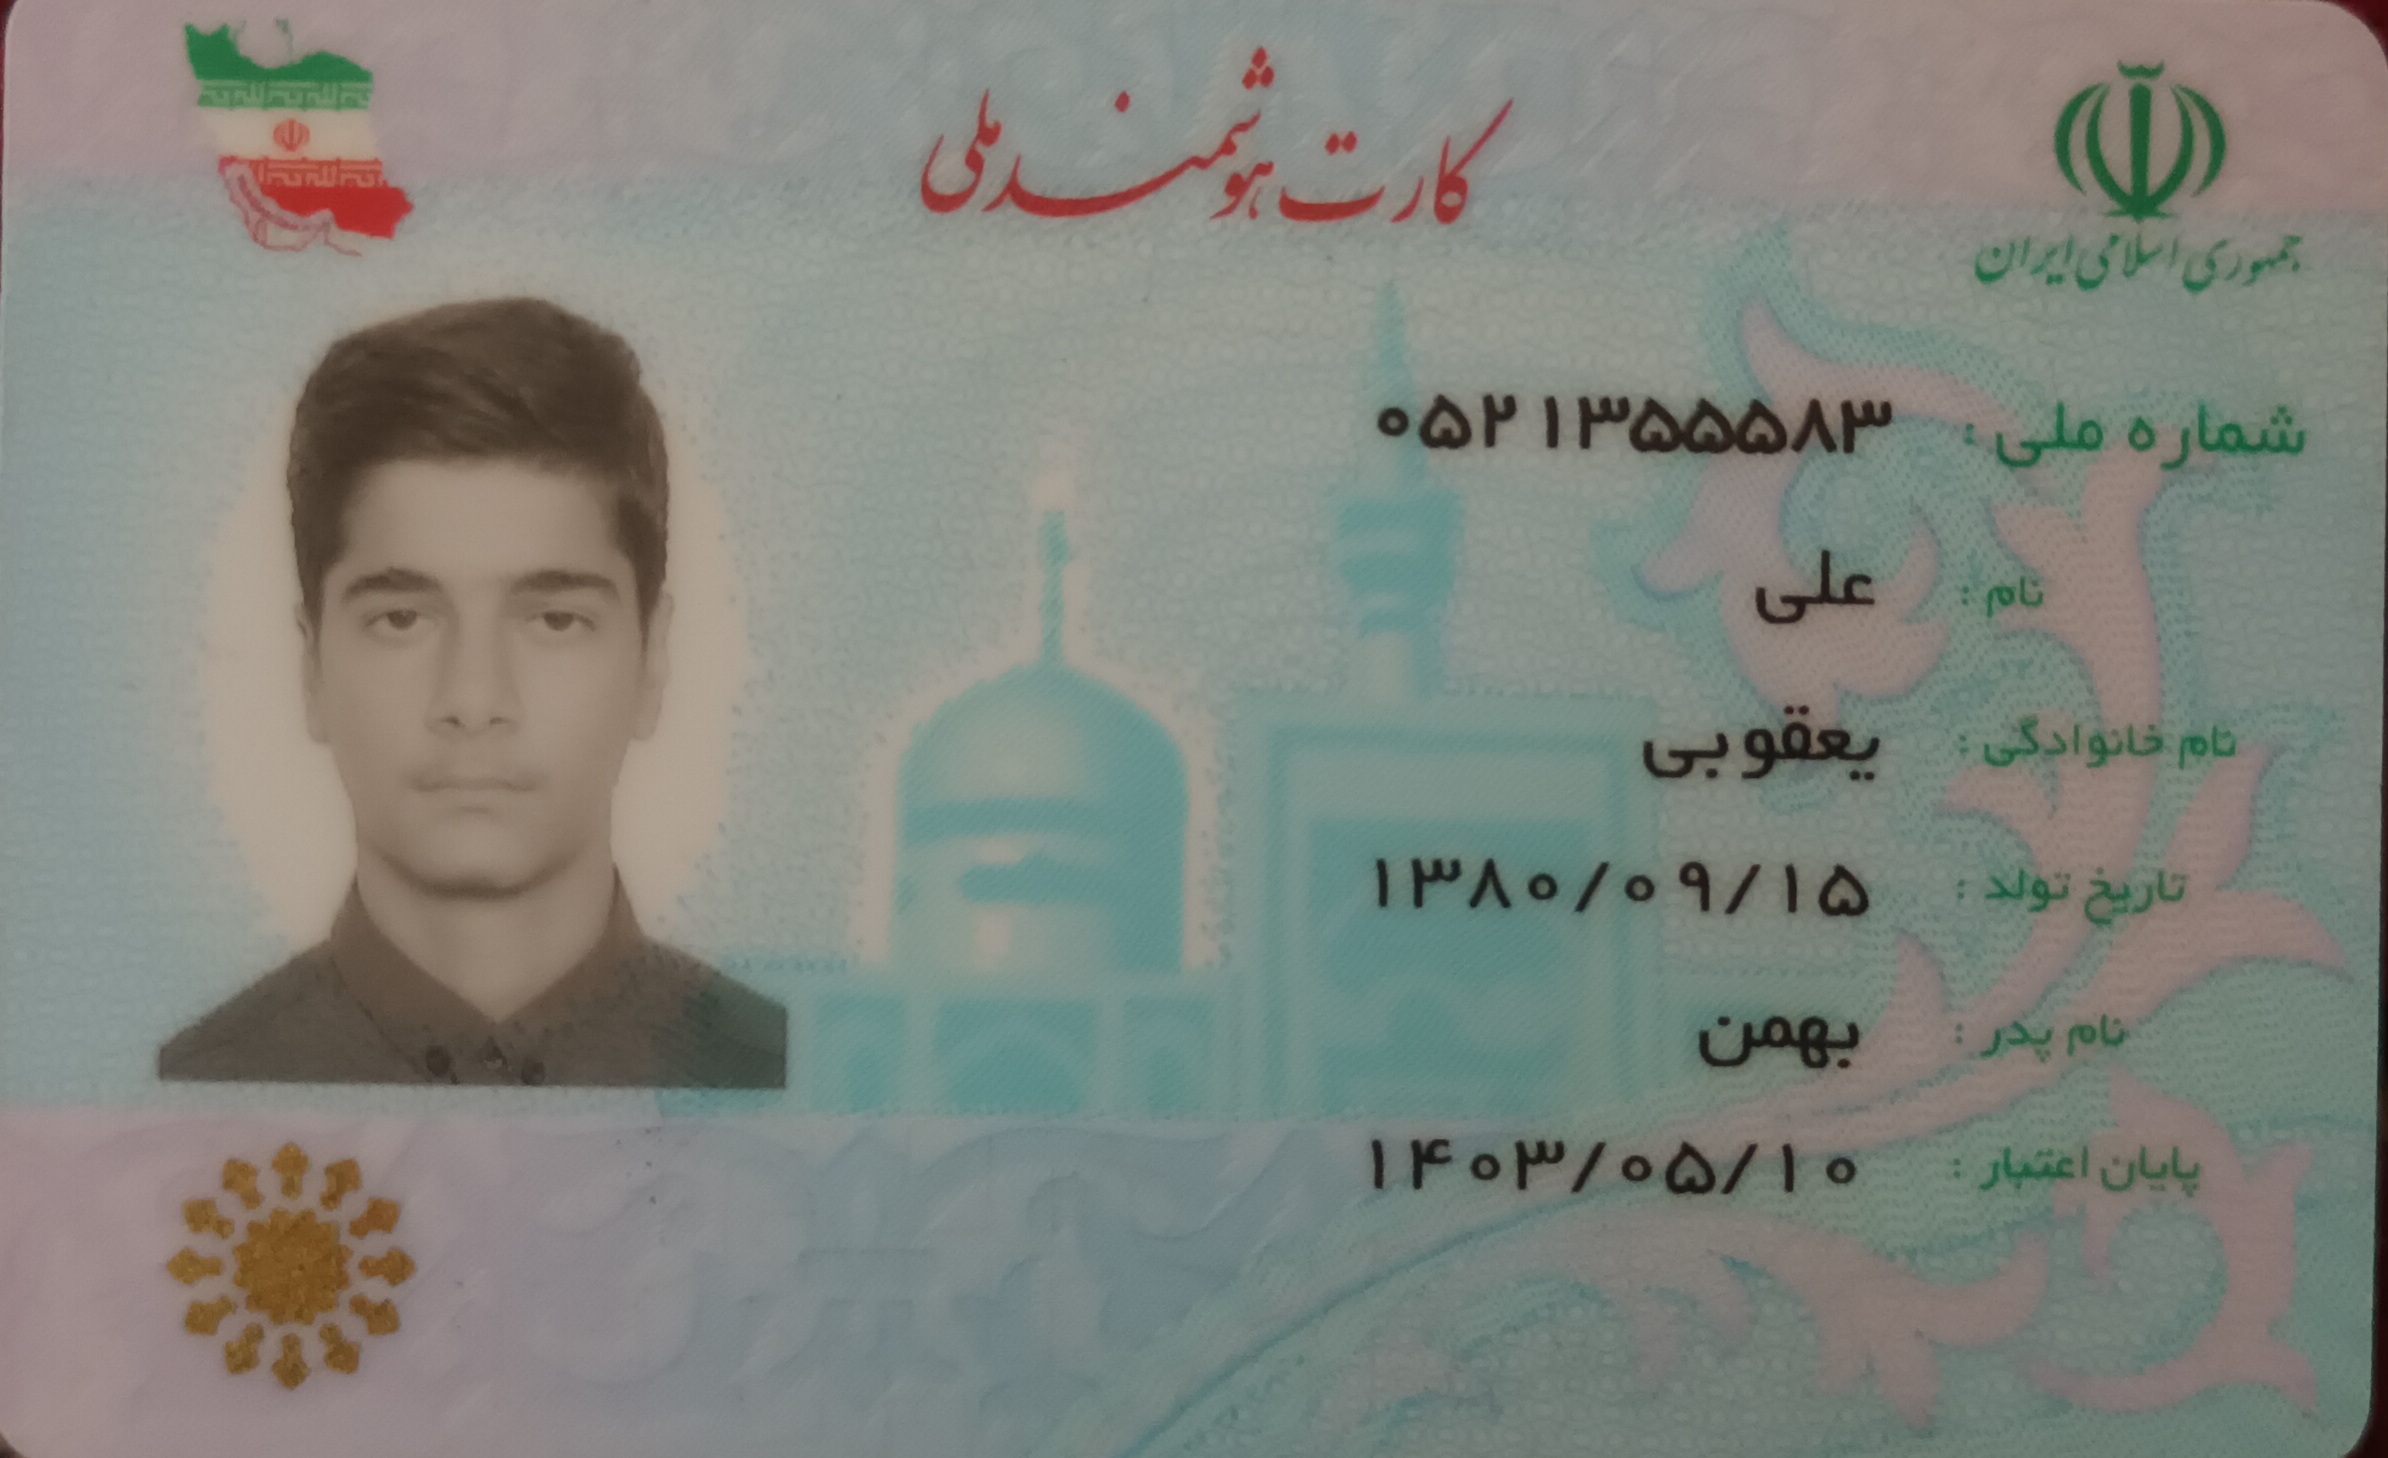 کارت هوشمند ملی
جمهوری اسلامی ایران
شماره ملی : ۰۵۲۱۳۵۵۵۸۳
نام : علی
نام خانوادگی : یعقوبی
تاریخ تولد : ۱۳۸۰/۰۹/۱۵
نام پدر : بهمن
پایان اعتبار : ۱۴۰۳/۰۵/۱۰